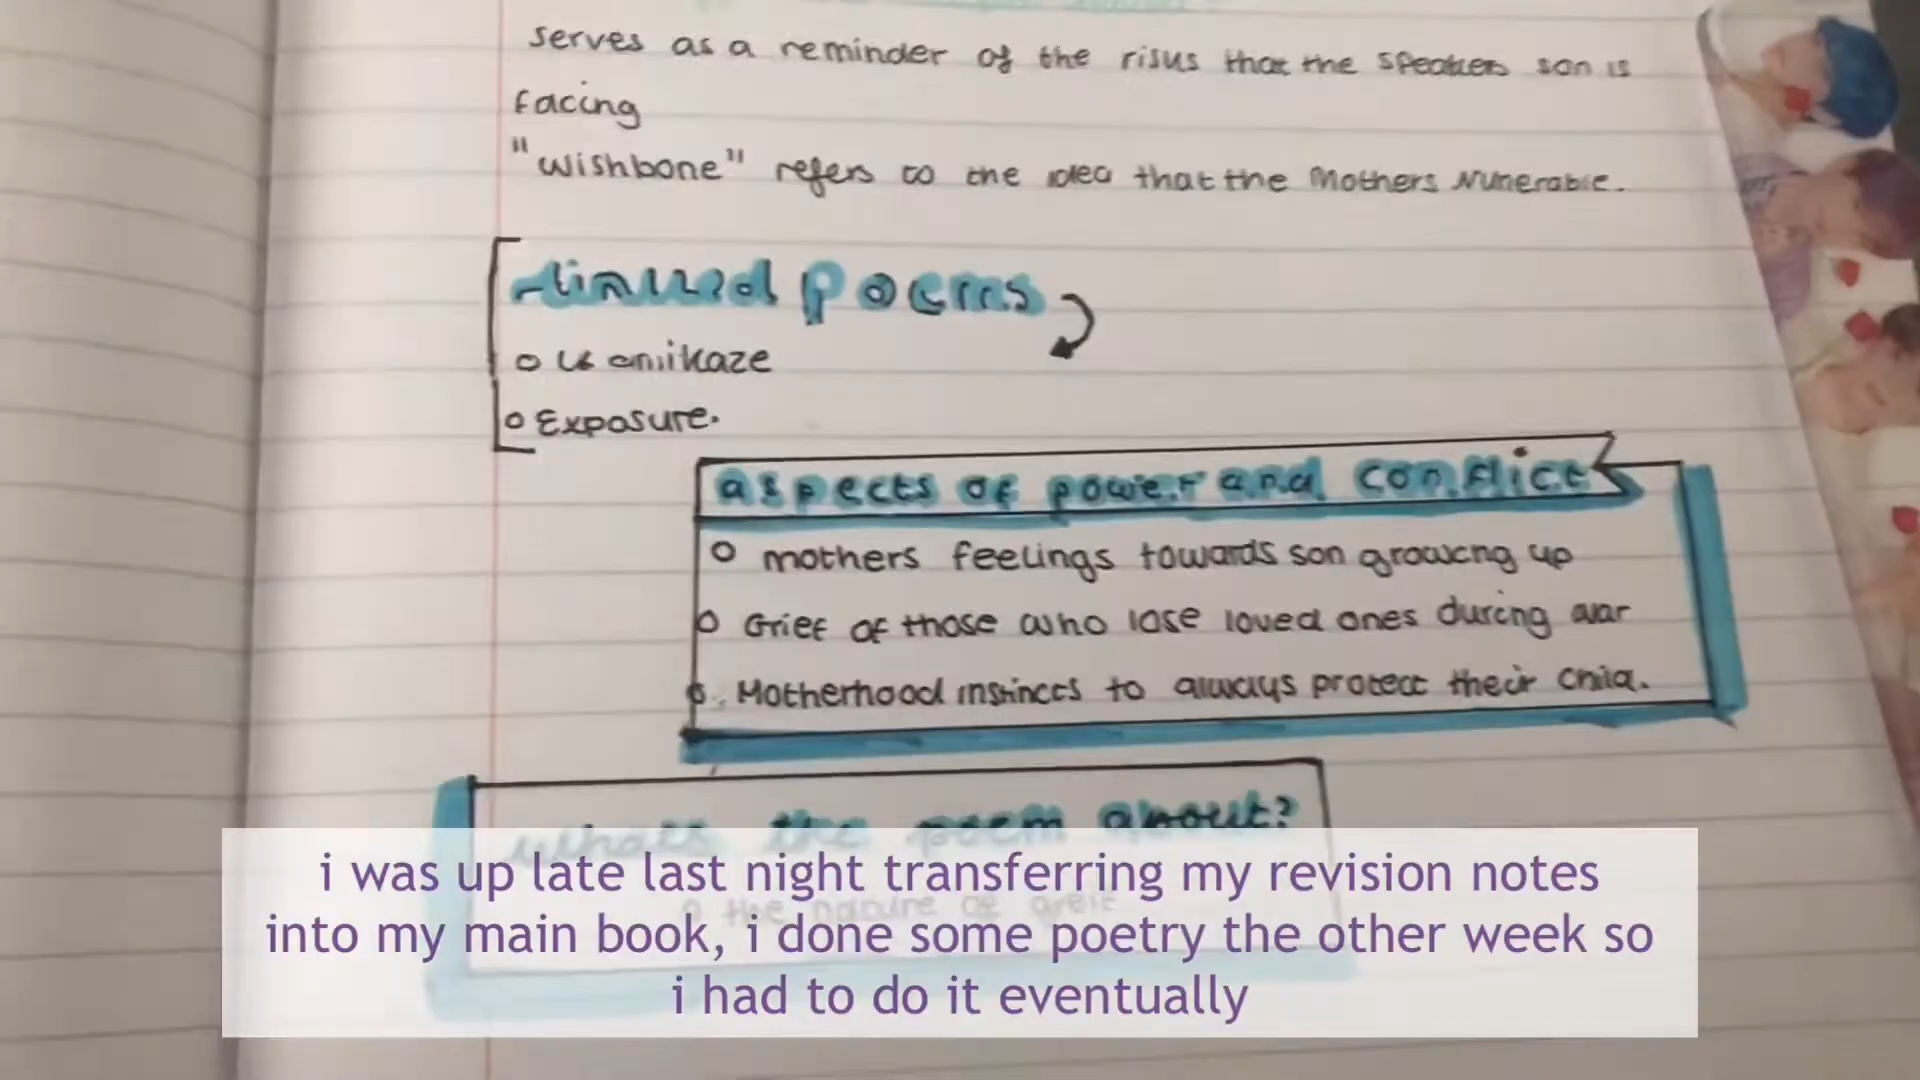 serves as a reminder of the risks that the speakers son is
facing
"wishbone" refers to the idea that the mothers vunerable.
-linked poems
o Kamikaze
o Exposure.
aspects of power and conflict
o mothers feelings towards son growing up
o Grief of those who lose loved ones during war
o. Motherhood instincts to always protect their child.
whats the poem about?
o the nature of greif
i was up late last night transferring my revision notes
into my main book, i done some poetry the other week so
i had to do it eventually